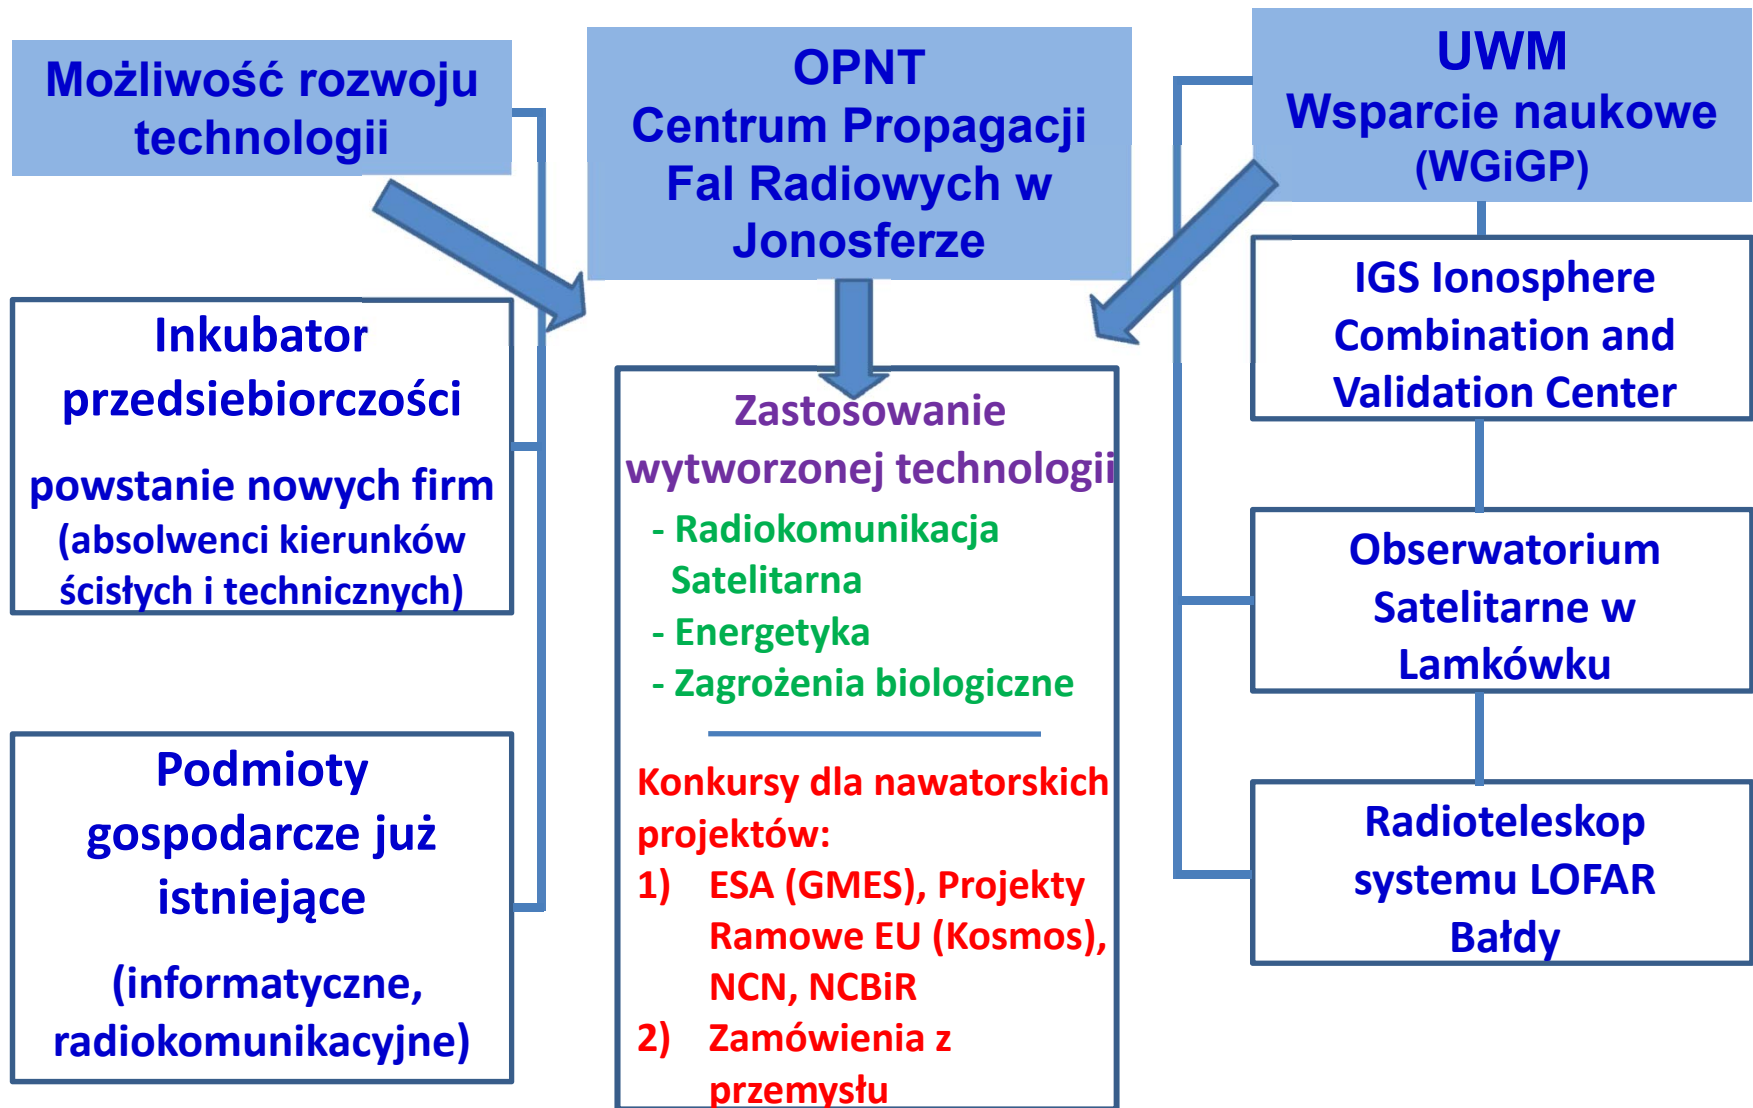 Możliwość rozwoju
technologii
Inkubator
przedsiebiorczości
powstanie nowych firm
(absolwenci kierunków
ścisłych i technicznych)
Podmioty
gospodarcze już
istniejące
(informatyczne,
radiokomunikacyjne)
OPNT
Centrum Propagacji
Fal Radiowych w
Jonosferze
Zastosowanie
wytworzonej technologii
- Radiokomunikacja
Satelitarna
- Energetyka
- Zagrożenia biologiczne
Konkursy dla nawatorskich
projektów:
1) ESA (GMES), Projekty
Ramowe EU (Kosmos),
NCN, NCBiR
2) Zamówienia z
przemysłu
UWM
Wsparcie naukowe
(WGiGP)
IGS Ionosphere
Combination and
Validation Center
Obserwatorium
Satelitarne w
Lamkówku
Radioteleskop
systemu LOFAR
Bałdy